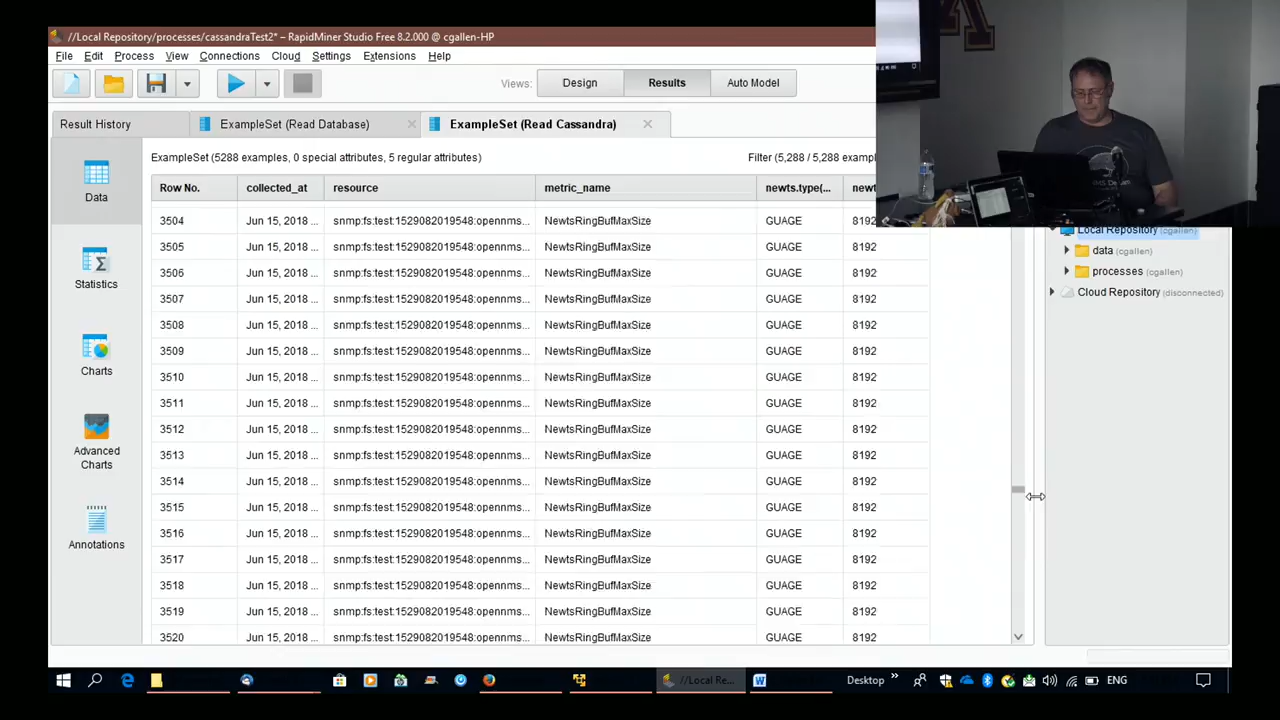 //Local Repository/processes/cassandraTest2* – RapidMiner Studio Free 8.2.000 @ cgallen-HP
File Edit Process View Connections Cloud Extensions Help
Views: Design Results Auto Model
Result History ExampleSet (Read Database) ExampleSet (Read Cassandra)
ExampleSet (5288 examples, 0 special attributes, 5 regular attributes) Filter (5,288 / 5,288 exampl
Row No. collected_at resource metric_name newts.type(... newt
3504 Jun 15, 2018 ... snmp:fs:test:1529082019548:opennms... NewtsRingBufMaxSize GUAGE 8192
3505 Jun 15, 2018 ... snmp:fs:test:1529082019548:opennms... NewtsRingBufMaxSize GUAGE 8192
3506 Jun 15, 2018 ... snmp:fs:test:1529082019548:opennms... NewtsRingBufMaxSize GUAGE 8192
3507 Jun 15, 2018 ... snmp:fs:test:1529082019548:opennms... NewtsRingBufMaxSize GUAGE 8192
3508 Jun 15, 2018 ... snmp:fs:test:1529082019548:opennms... NewtsRingBufMaxSize GUAGE 8192
3509 Jun 15, 2018 ... snmp:fs:test:1529082019548:opennms... NewtsRingBufMaxSize GUAGE 8192
3510 Jun 15, 2018 ... snmp:fs:test:1529082019548:opennms... NewtsRingBufMaxSize GUAGE 8192
3511 Jun 15, 2018 ... snmp:fs:test:1529082019548:opennms... NewtsRingBufMaxSize GUAGE 8192
3512 Jun 15, 2018 ... snmp:fs:test:1529082019548:opennms... NewtsRingBufMaxSize GUAGE 8192
3513 Jun 15, 2018 ... snmp:fs:test:1529082019548:opennms... NewtsRingBufMaxSize GUAGE 8192
3514 Jun 15, 2018 ... snmp:fs:test:1529082019548:opennms... NewtsRingBufMaxSize GUAGE 8192
3515 Jun 15, 2018 ... snmp:fs:test:1529082019548:opennms... NewtsRingBufMaxSize GUAGE 8192
3516 Jun 15, 2018 ... snmp:fs:test:1529082019548:opennms... NewtsRingBufMaxSize GUAGE 8192
3517 Jun 15, 2018 ... snmp:fs:test:1529082019548:opennms... NewtsRingBufMaxSize GUAGE 8192
3518 Jun 15, 2018 ... snmp:fs:test:1529082019548:opennms... NewtsRingBufMaxSize GUAGE 8192
3519 Jun 15, 2018 ... snmp:fs:test:1529082019548:opennms... NewtsRingBufMaxSize GUAGE 8192
3520 Jun 15, 2018 ... snmp:fs:test:1529082019548:opennms... NewtsRingBufMaxSize GUAGE 8192
Data
Statistics
Charts
Advanced
Charts
Annotations
Local Repository (cgallen)
data (cgallen)
processes (cgallen)
Cloud Repository (disconnected)
//Local Re... Desktop ENG